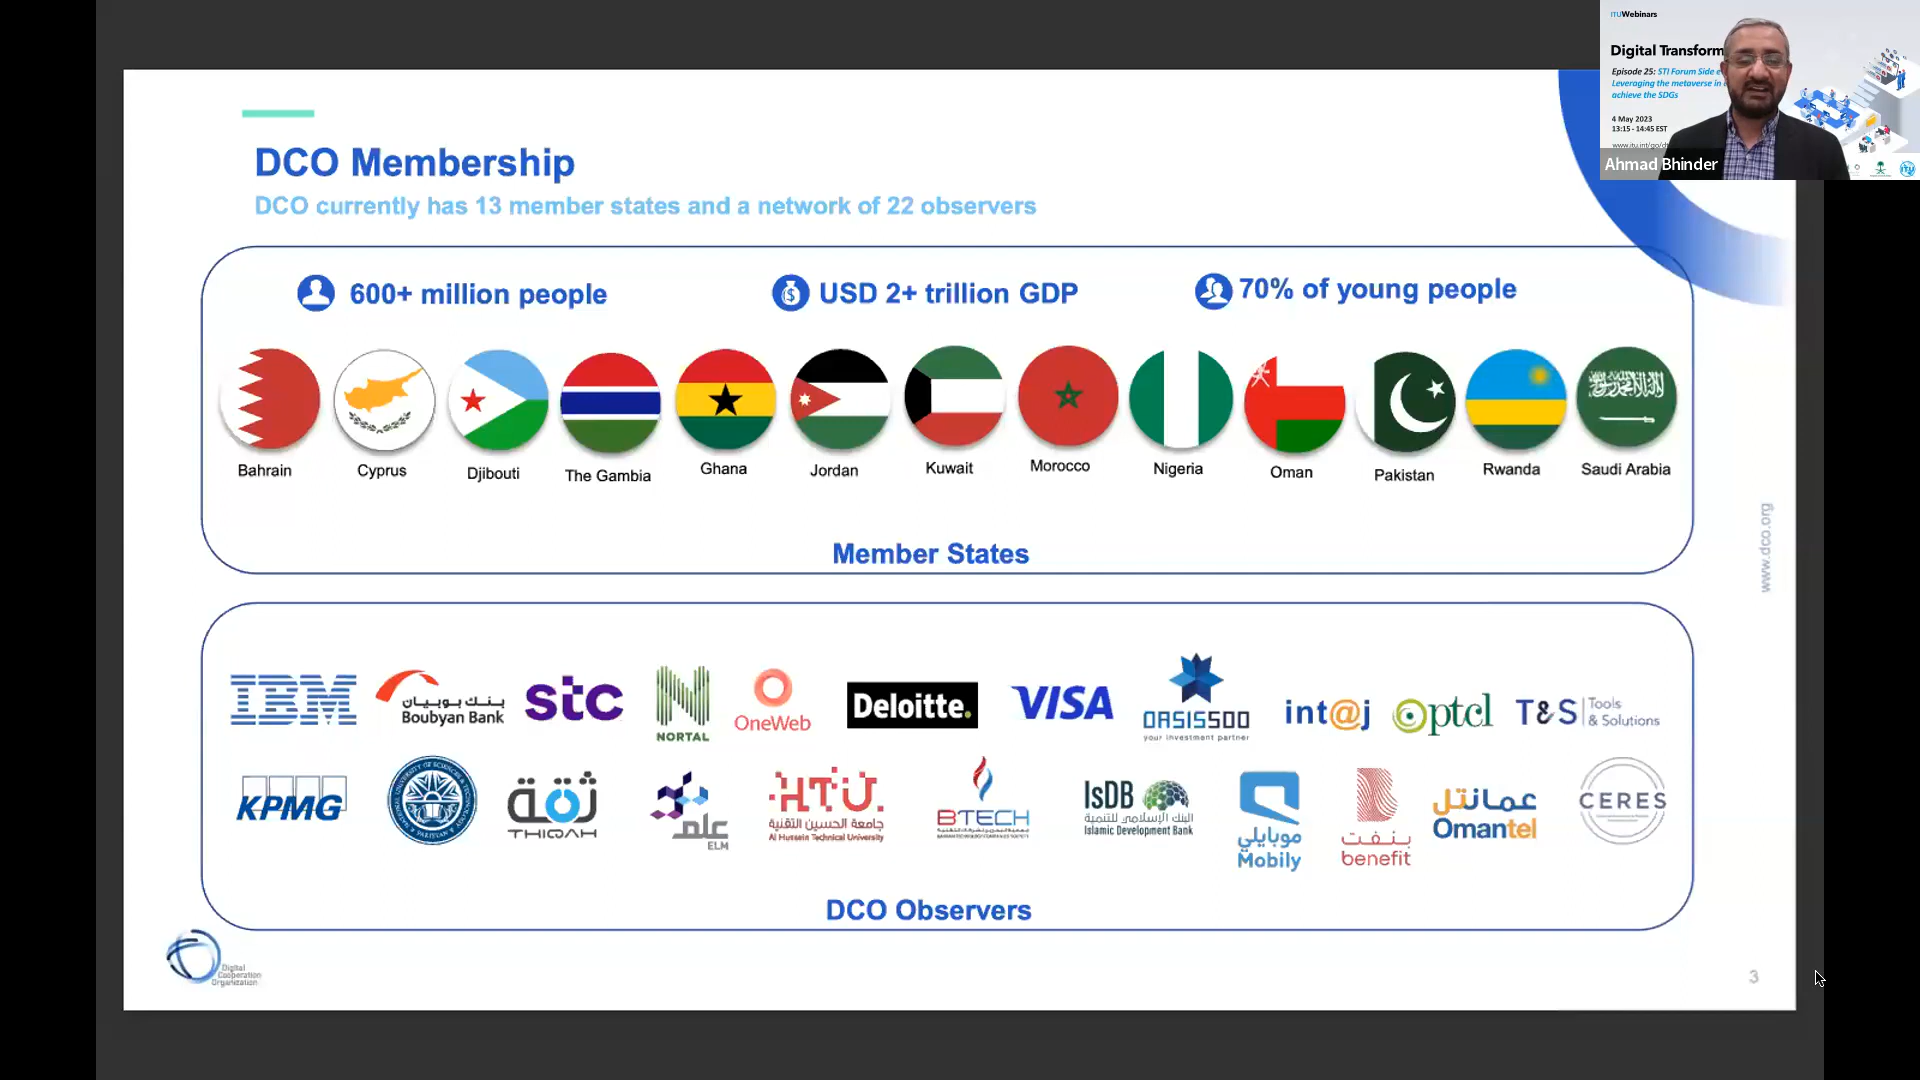 ITUWebinars
Digital Transform
Episode 25: STI Forum Side e
Leveraging the metaverse in
achieve the SDGs
4 May 2023
13:15 - 14:45 EST
www.itu.int/go/d
Ahmad Bhinder
DCO Membership
DCO currently has 13 member states and a network of 22 observers
600+ million people
USD 2+ trillion GDP
70% of young people
Bahrain
Cyprus
Djibouti
The Gambia
Ghana
Jordan
Kuwait
Morocco
Nigeria
Oman
Pakistan
Rwanda
Saudi Arabia
Member States
www.dco.org
IBM
بنك بوبيان
Boubyan Bank
stc
NORTAL
OneWeb
Deloitte.
VISA
OASIS500
your investment partner
int@j
ptcl
T&S Tools
& Solutions
KPMG
NATIONAL UNIVERSITY OF SCIENCES & TECHNOLOGY
PAKISTAN
ثقة
THIQAH
علم
ELM
HTU
جامعة الحسين التقنية
Al Hussein Technical University
BTECH
IsDB
البنك الإسلامي للتنمية
Islamic Development Bank
موبايلي
Mobily
بنفت
benefit
عمانتل
Omantel
CERES
DCO Observers
Digital
Cooperation
Organization
3